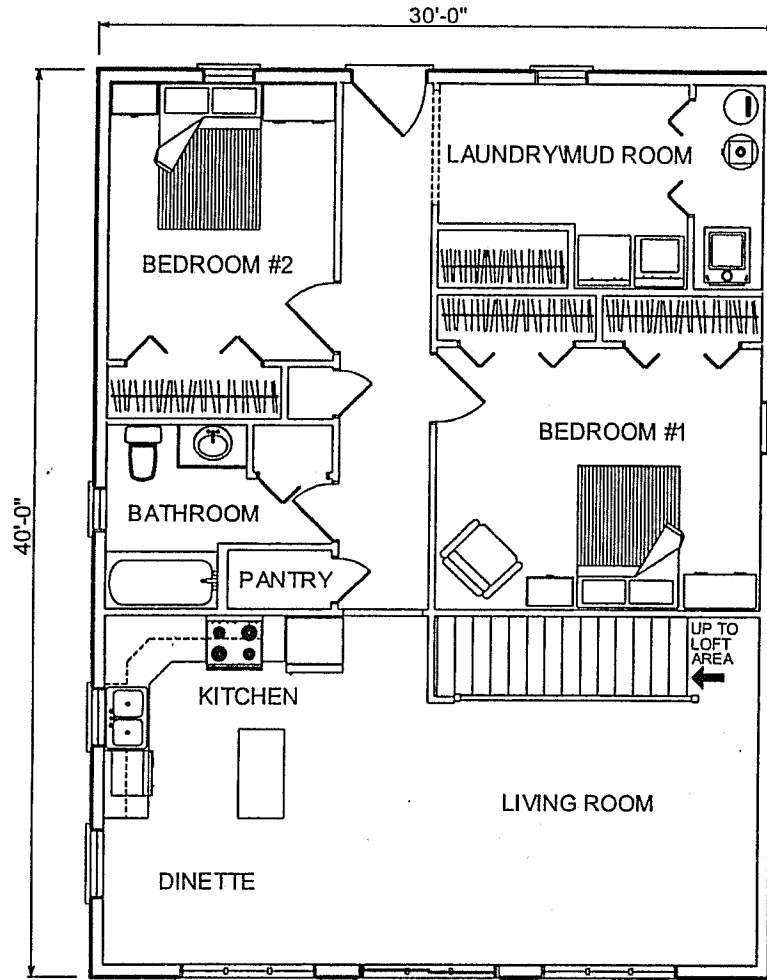 30'-0"
LAUNDRY\MUD ROOM
BEDROOM #2
BEDROOM #1
40'-0"
BATHROOM
PANTRY
UP TO
LOFT
AREA
KITCHEN
LIVING ROOM
DINETTE